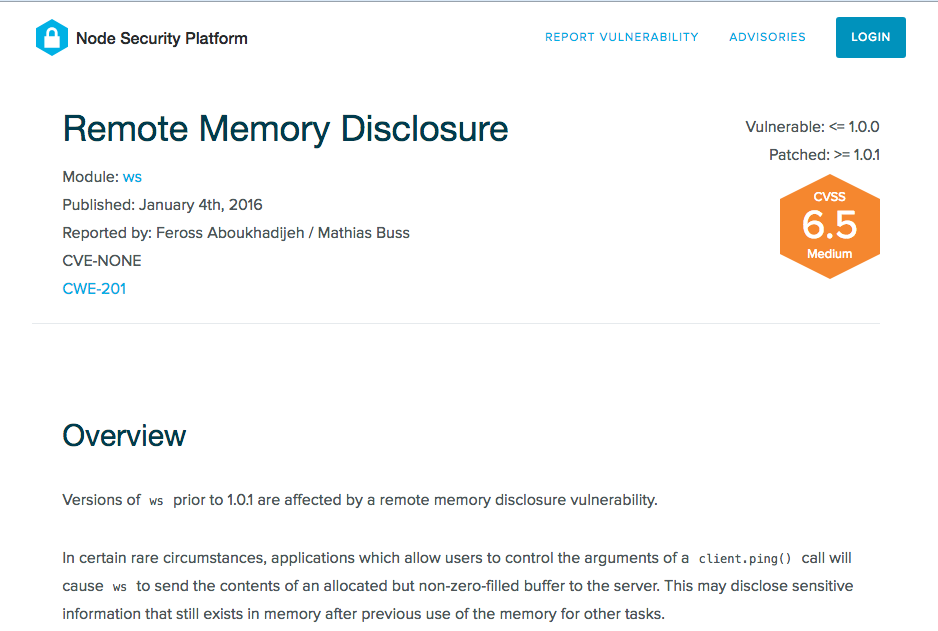 Node Security Platform
REPORT VULNERABILITY
ADVISORIES
LOGIN
Remote Memory Disclosure
Module: ws
Published: January 4th, 2016
Reported by: Feross Aboukhadijeh / Mathias Buss
CVE-NONE
CWE-201
Vulnerable: <= 1.0.0
Patched: >= 1.0.1
CVSS
6.5
Medium
Overview
Versions of ws prior to 1.0.1 are affected by a remote memory disclosure vulnerability.
In certain rare circumstances, applications which allow users to control the arguments of a client.ping() call will
cause ws to send the contents of an allocated but non-zero-filled buffer to the server. This may disclose sensitive
information that still exists in memory after previous use of the memory for other tasks.